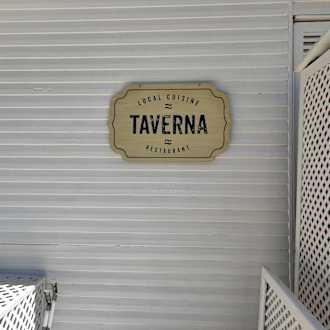 LOCAL CUISINE
≈
TAVERNA
≈
RESTAURANT